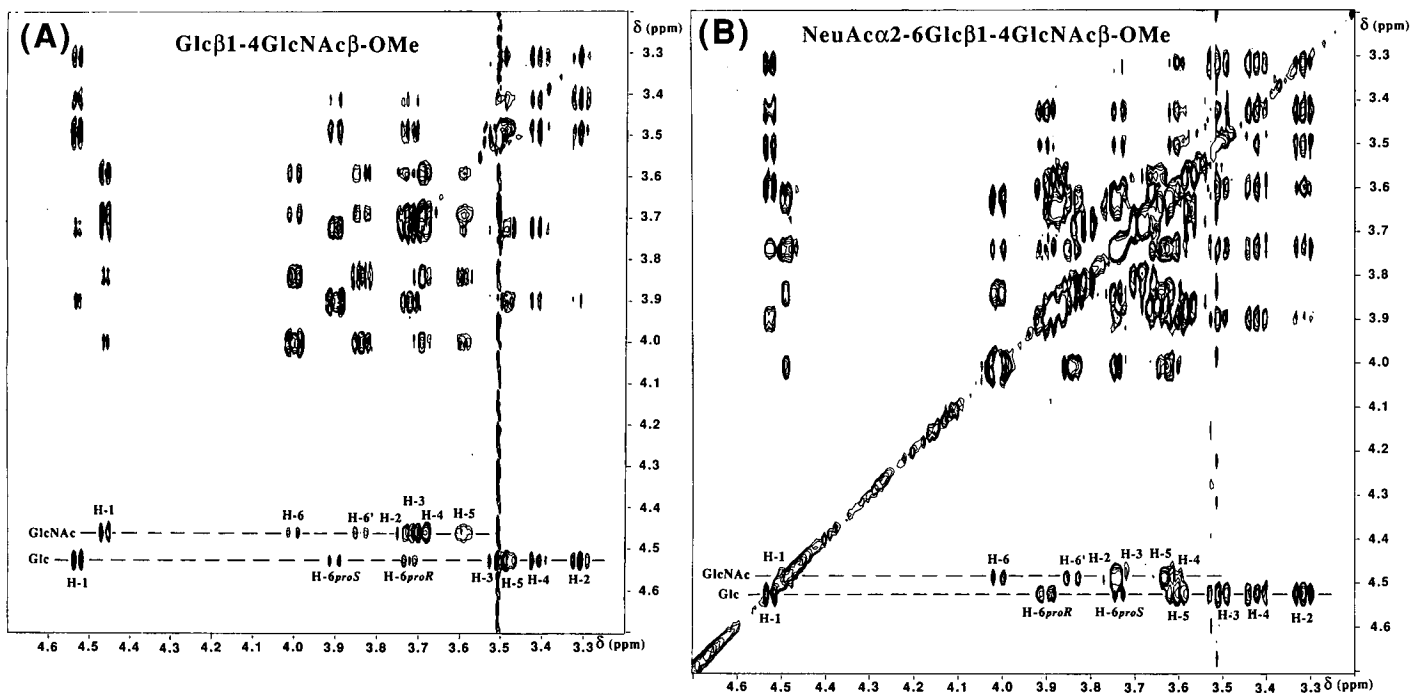 (A)
Glcβ1-4GlcNAcβ-OMe
δ (ppm)
3.3
3.4
3.5
3.6
3.7
3.8
3.9
4.0
4.1
4.2
4.3
4.4
4.5
4.6
GlcNAc
H-1
H-6
H-6'
H-2
H-3
H-4
H-5
Glc
H-1
H-6proS
H-6proR
H-3
H-5
H-4
H-2
4.6 4.5 4.4 4.3 4.2 4.1 4.0 3.9 3.8 3.7 3.6 3.5 3.4 3.3 δ (ppm)
(B)
NeuAcα2-6Glcβ1-4GlcNAcβ-OMe
δ (ppm)
3.3
3.4
3.5
3.6
3.7
3.8
3.9
4.0
4.1
4.2
4.3
4.4
4.5
4.6
GlcNAc
H-1
H-6
H-6'
H-2
H-3
H-5
H-4
Glc
H-1
H-6proR
H-6proS
H-5
H-3
H-4
H-2
4.6 4.5 4.4 4.3 4.2 4.1 4.0 3.9 3.8 3.7 3.6 3.5 3.4 3.3 δ (ppm)